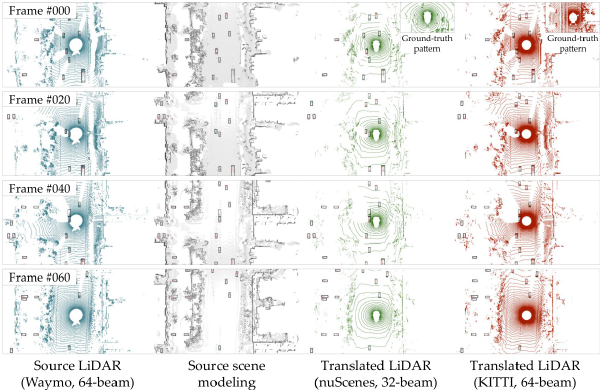 Frame #000
Ground-truth
pattern
Ground-truth
pattern
Frame #020
Frame #040
Frame #060
Source LiDAR
(Waymo, 64-beam)
Source scene
modeling
Translated LiDAR
(nuScenes, 32-beam)
Translated LiDAR
(KITTI, 64-beam)